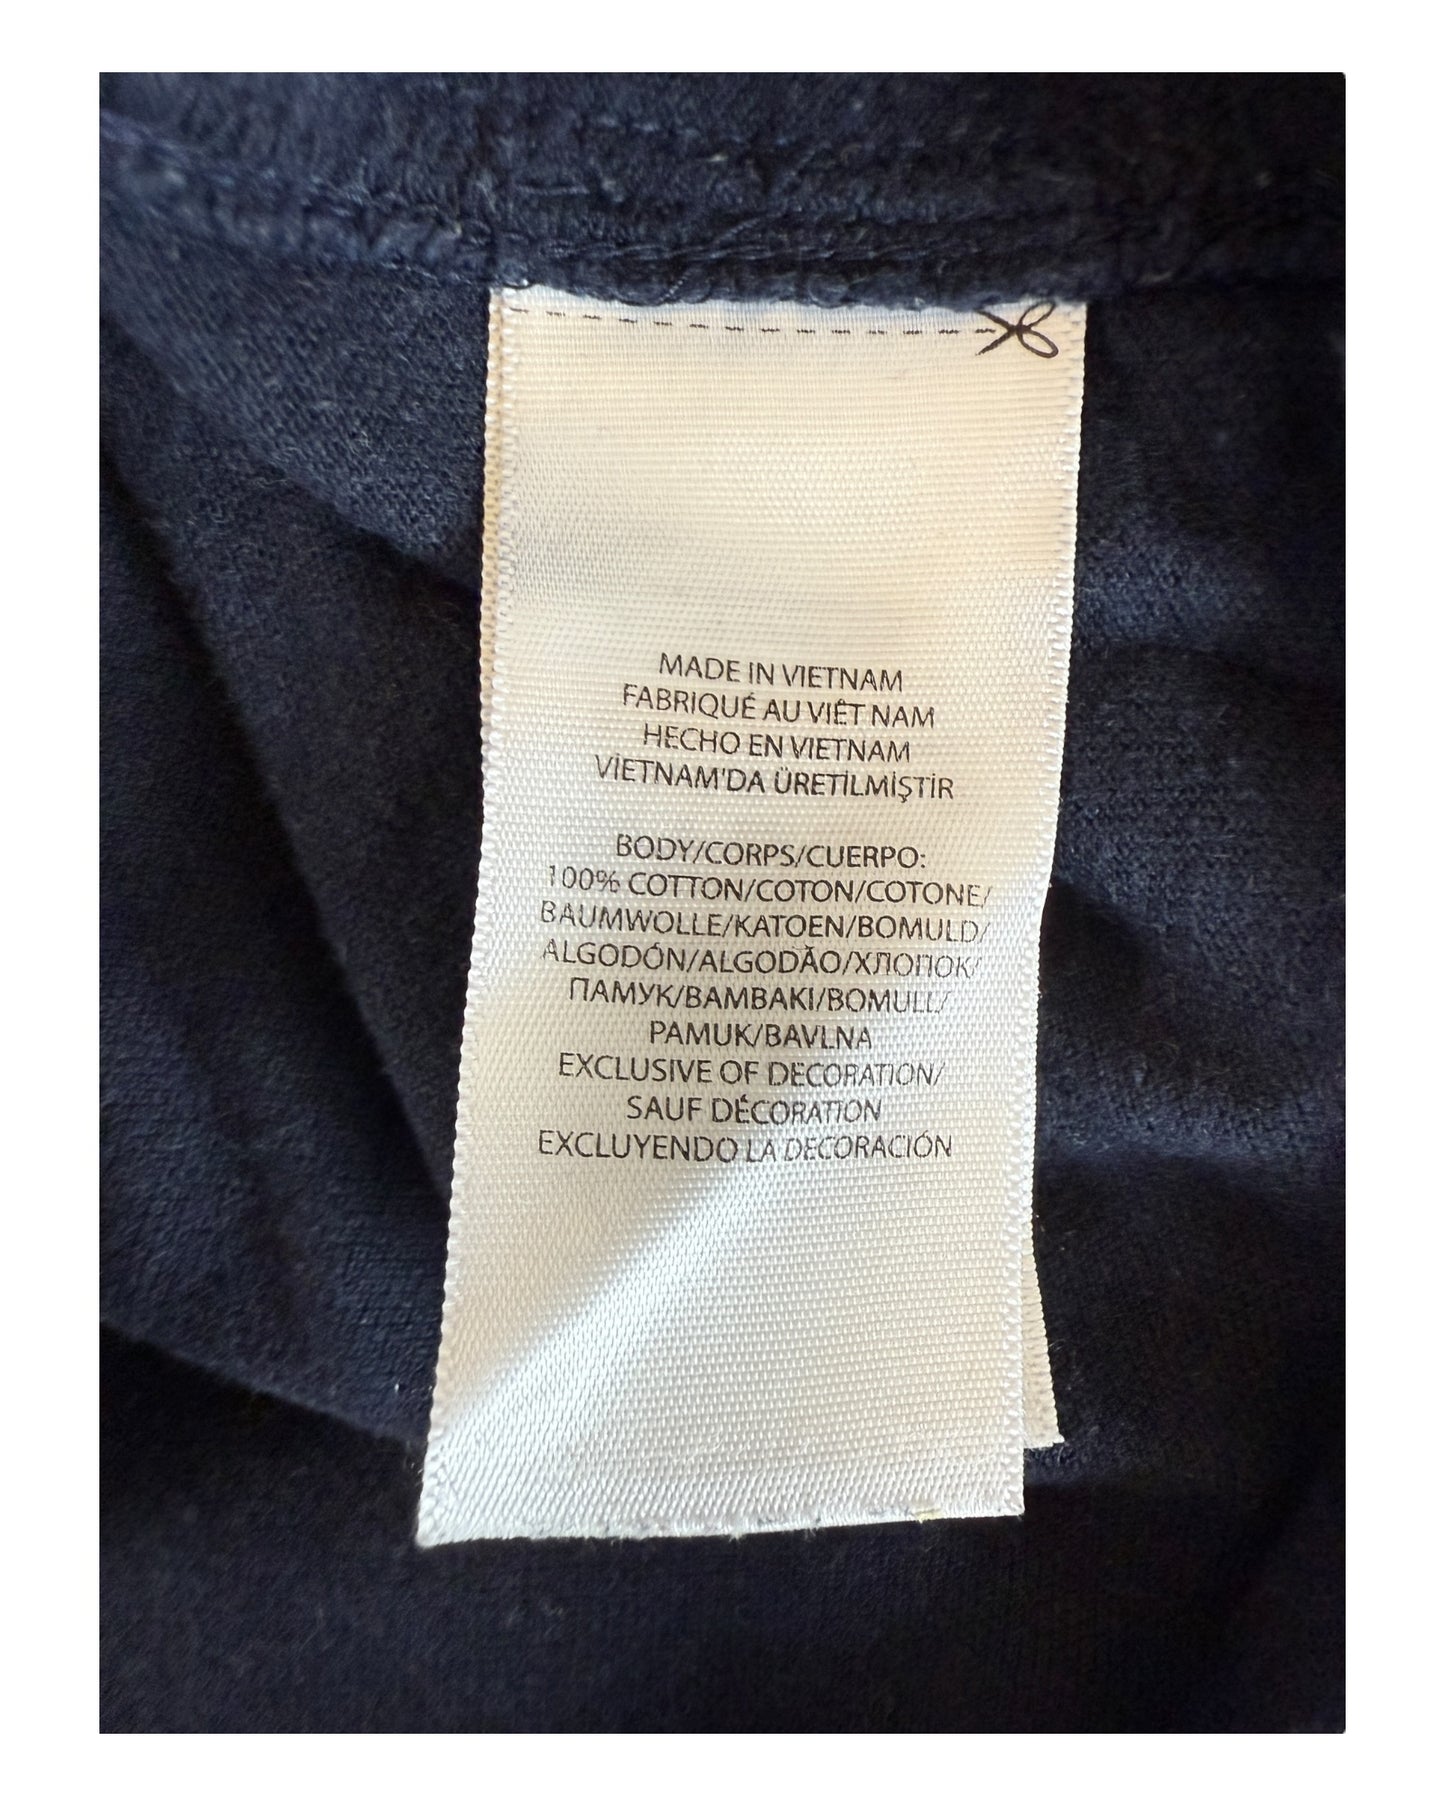 MADE IN VIETNAM
FABRIQUÉ AU VIÊT NAM
HECHO EN VIETNAM
VİETNAM'DA ÜRETİLMİŞTİR
BODY/CORPS/CUERPO:
100% COTTON/COTON/COTONE/
BAUMWOLLE/KATOEN/BOMULD/
ALGODÓN/ALGODÃO/ХЛОПОК/
ПАМУК/BAMBAKI/BOMULL/
PAMUK/BAVLNA
EXCLUSIVE OF DECORATION/
SAUF DÉCORATION
EXCLUYENDO LA DECORACIÓN